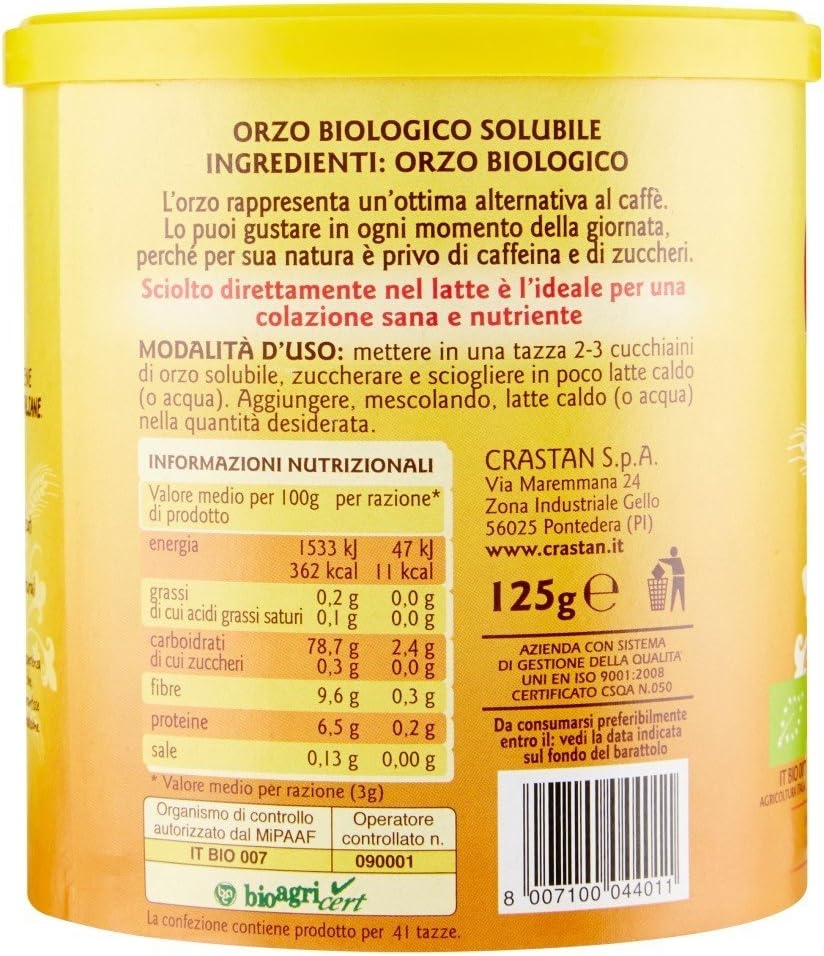 ORZO BIOLOGICO SOLUBILE
INGREDIENTI: ORZO BIOLOGICO
L'orzo rappresenta un'ottima alternativa al caffè.
Lo puoi gustare in ogni momento della giornata,
perché per sua natura è privo di caffeina e di zuccheri.
Sciolto direttamente nel latte è l'ideale per una
colazione sana e nutriente
MODALITÀ D'USO: mettere in una tazza 2-3 cucchiaini
di orzo solubile, zuccherare e sciogliere in poco latte caldo
(o acqua). Aggiungere, mescolando, latte caldo (o acqua)
nella quantità desiderata.
INFORMAZIONI NUTRIZIONALI
Valore medio per 100g per razione*
di prodotto
energia 1533 kJ 47 kJ
362 kcal 11 kcal
grassi 0,2 g 0,0 g
di cui acidi grassi saturi 0,1 g 0,0 g
carboidrati 78,7 g 2,4 g
di cui zuccheri 0,3 g 0,0 g
fibre 9,6 g 0,3 g
proteine 6,5 g 0,2 g
sale 0,13 g 0,00 g
* Valore medio per razione (3g)
Organismo di controllo
autorizzato dal MiPAAF
IT BIO 007
Operatore
controllato n.
090001
bioagricert
La confezione contiene prodotto per 41 tazze.
CRASTAN S.p.A.
Via Maremmana 24
Zona Industriale Gello
56025 Pontedera (PI)
www.crastan.it
125g e
AZIENDA CON SISTEMA
DI GESTIONE DELLA QUALITA'
UNI EN ISO 9001:2008
CERTIFICATO CSQA N.050
Da consumarsi preferibilmente
entro il: vedi la data indicata
sul fondo del barattolo
8 007100 044011
IT BIO